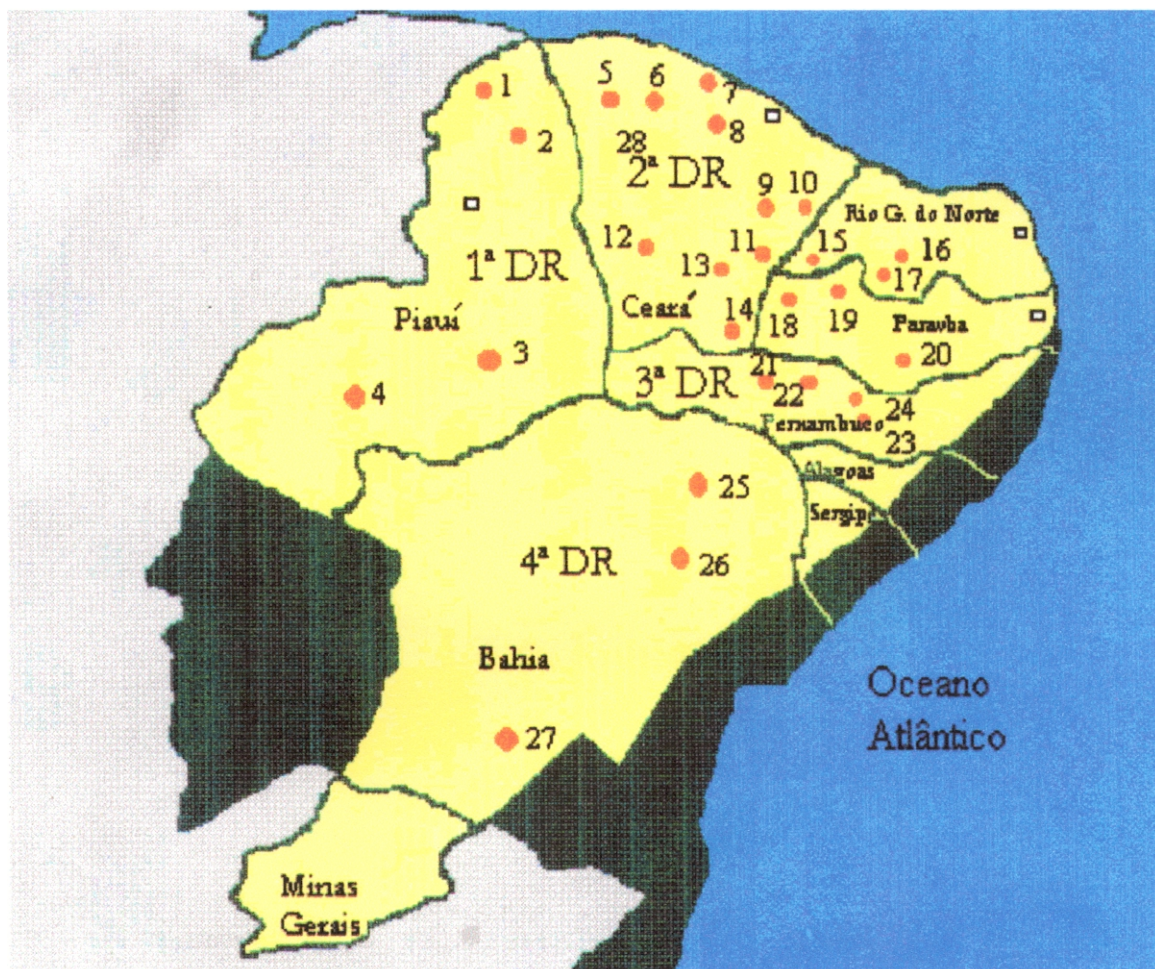 1
5
6
7
2
28
8
2ª DR
9
10
Rio G. do Norte
12
11
15
16
1ª DR
13
17
Piauí
Ceará
14
18
19
Paraíba
3
20
21
3ª DR
22
4
24
Pernambuco
23
Alagoas
25
Sergipe
4ª DR
26
Bahia
Oceano
Atlântico
27
Minas
Gerais